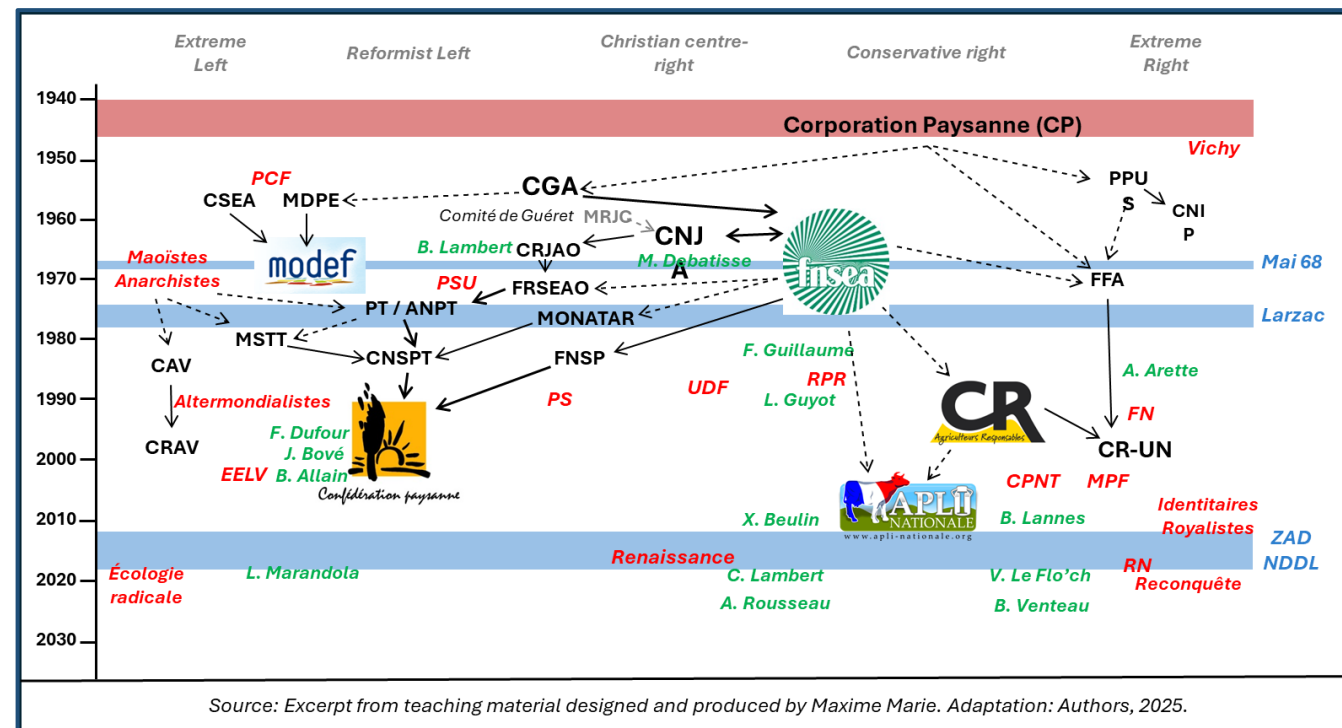 Extreme
Left
Reformist Left
Christian centre-
right
Conservative right
Extreme
Right
1940
Corporation Paysanne (CP)
Vichy
1950
PCF
CSEA
MDPE
CGA
PPU
S
CNI
P
1960
Comité de Guéret
MRJC
CNJ
A
B. Lambert
CRJAO
M. Debatisse
fnsea
modef
Maoïstes
Anarchistes
Mai 68
1970
PSU
FRSEAO
FFA
PT / ANPT
MONATAR
Larzac
1980
MSTT
CNSPT
FNSP
CAV
F. Guillaume
A. Arette
UDF
RPR
1990
Altermondialistes
PS
L. Guyot
CR
Agriculteurs Responsables
FN
CRAV
F. Dufour
J. Bové
B. Allain
EELV
Confédération paysanne
CR-UN
2000
CPNT
MPF
APLI
NATIONALE
www.apli-nationale.org
Identitaires
Royalistes
2010
X. Beulin
B. Lannes
ZAD
NDDL
Renaissance
RN
Reconquête
2020
Écologie
radicale
L. Marandola
C. Lambert
A. Rousseau
V. Le Flo’ch
B. Venteau
2030
Source: Excerpt from teaching material designed and produced by Maxime Marie. Adaptation: Authors, 2025.